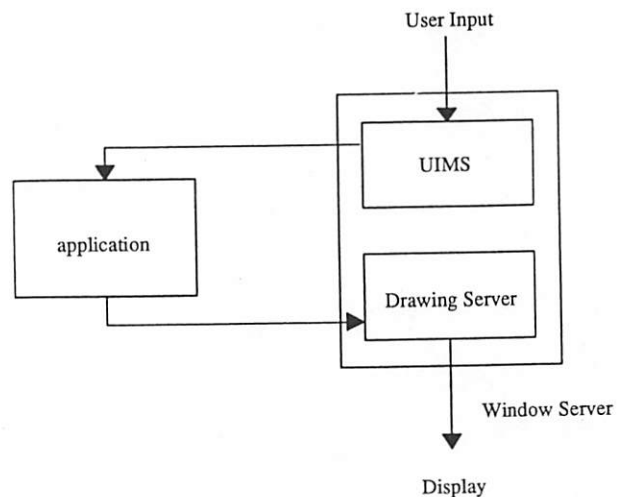 User Input
UIMS
application
Drawing Server
Window Server
Display